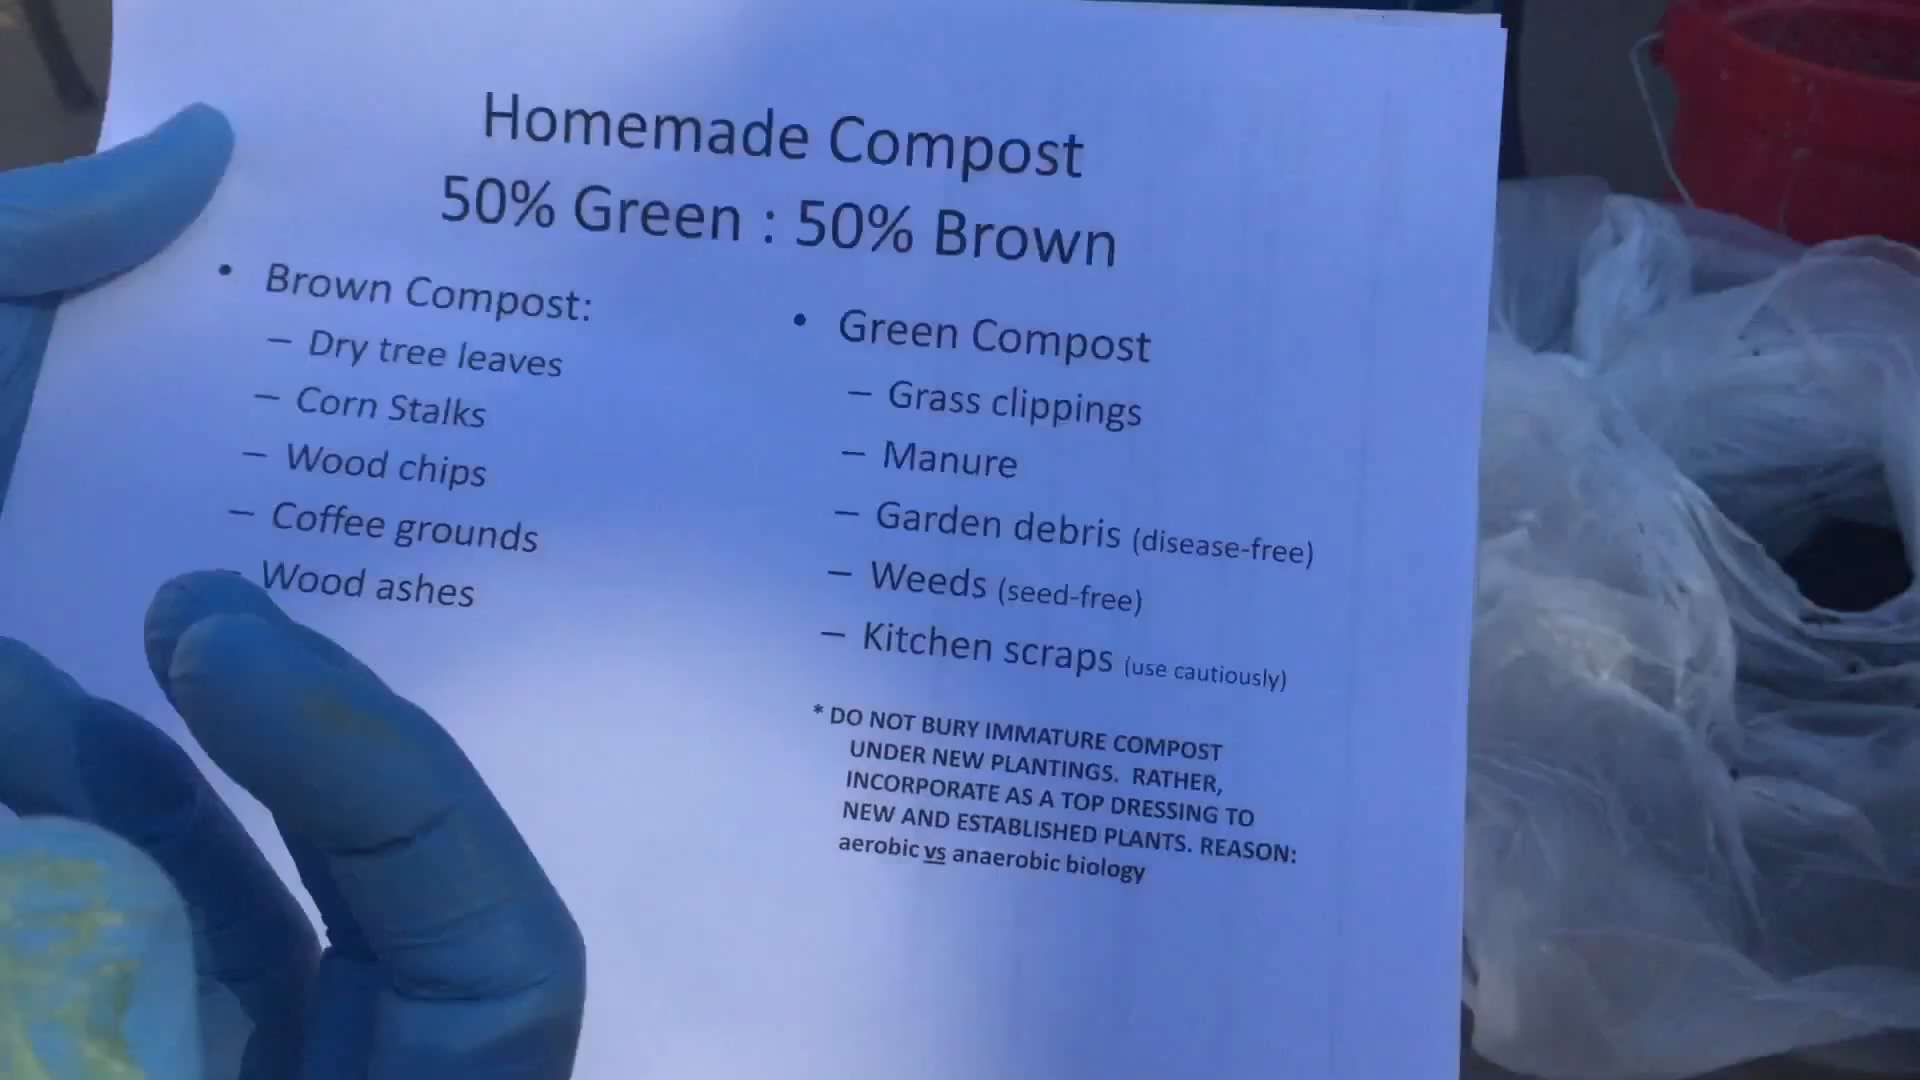 Homemade Compost
50% Green : 50% Brown
• Brown Compost:
– Dry tree leaves
– Corn Stalks
– Wood chips
– Coffee grounds
– Wood ashes
• Green Compost
– Grass clippings
– Manure
– Garden debris (disease-free)
– Weeds (seed-free)
– Kitchen scraps (use cautiously)
* DO NOT BURY IMMATURE COMPOST
UNDER NEW PLANTINGS. RATHER,
INCORPORATE AS A TOP DRESSING TO
NEW AND ESTABLISHED PLANTS. REASON:
aerobic vs anaerobic biology